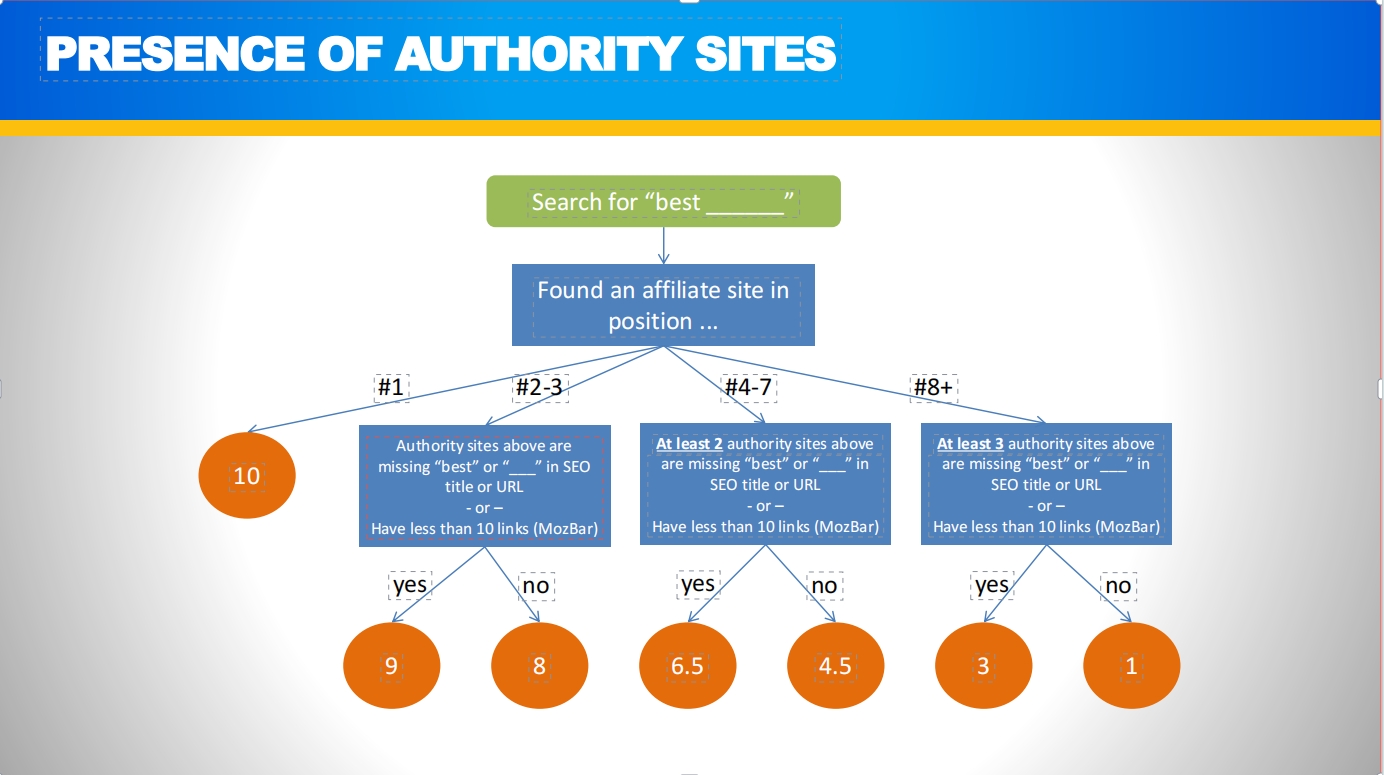 PRESENCE OF AUTHORITY SITES
Search for “best _______”
Found an affiliate site in
position ...
#1
#2-3
#4-7
#8+
10
Authority sites above are
missing “best” or “___” in SEO
title or URL
- or –
Have less than 10 links (MozBar)
At least 2 authority sites above
are missing “best” or “___” in
SEO title or URL
- or –
Have less than 10 links (MozBar)
At least 3 authority sites above
are missing “best” or “___” in
SEO title or URL
- or –
Have less than 10 links (MozBar)
yes
no
yes
no
yes
no
9
8
6.5
4.5
3
1